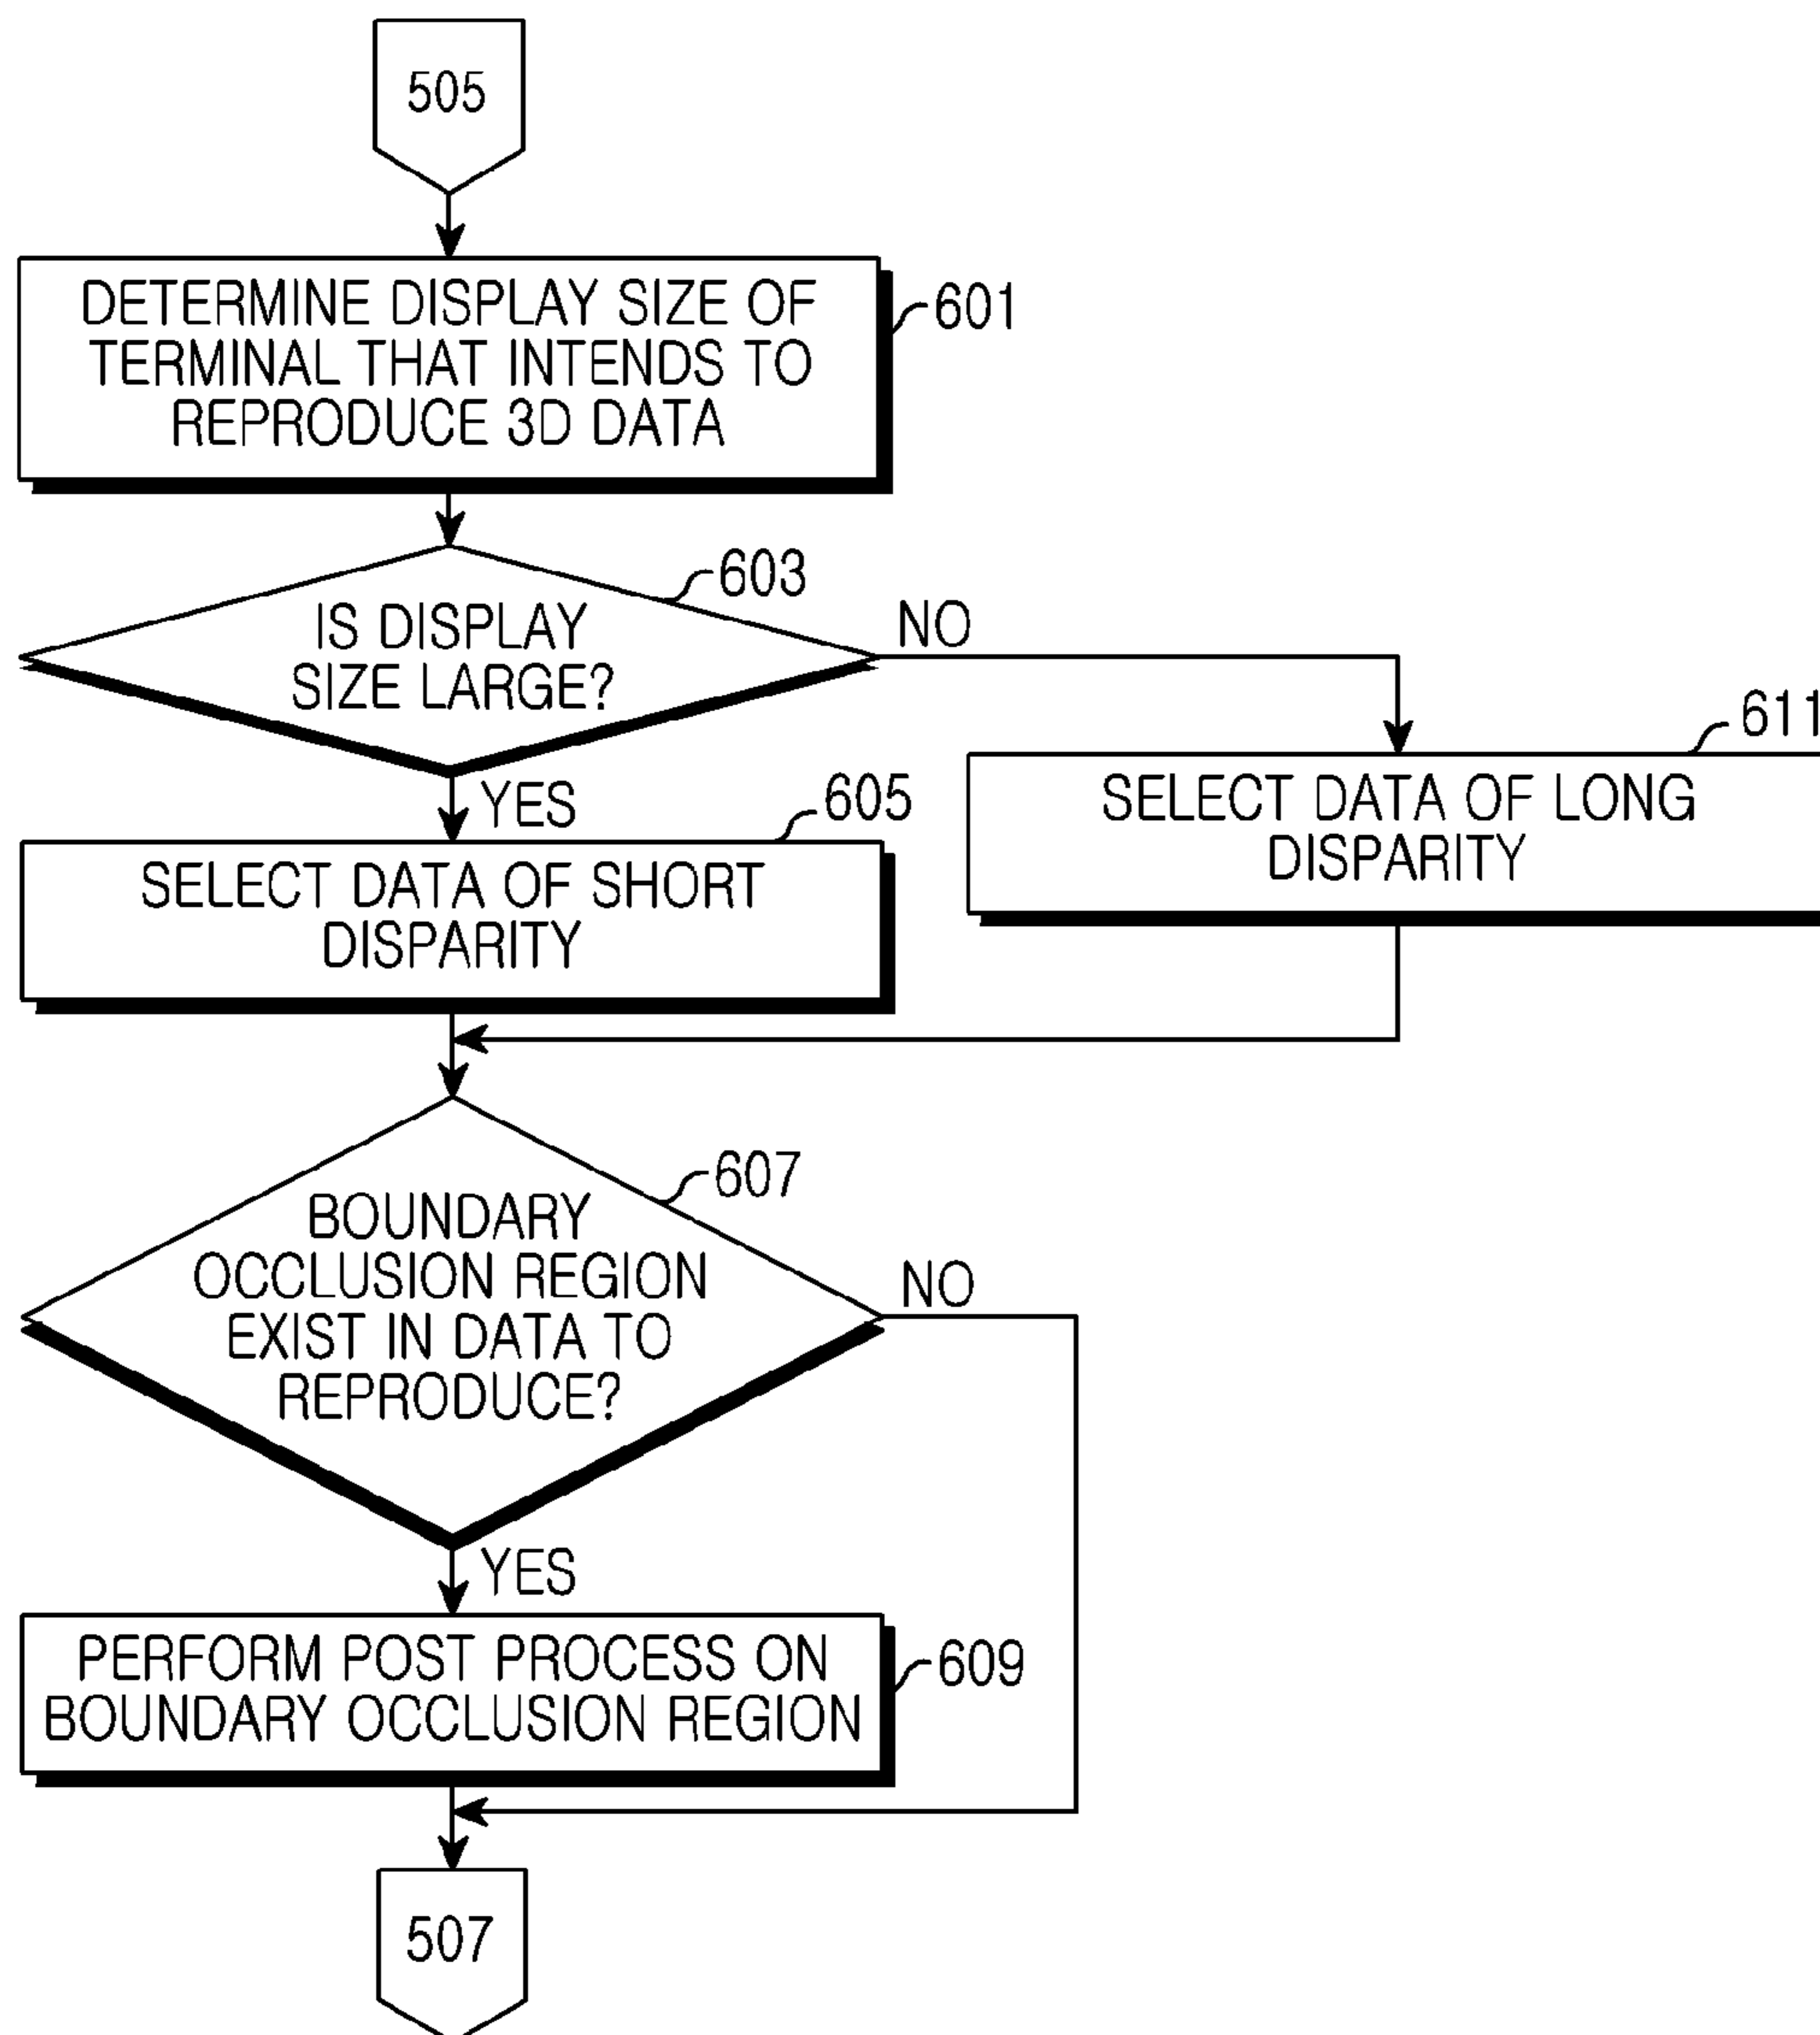 505
DETERMINE DISPLAY SIZE OF
TERMINAL THAT INTENDS TO
REPRODUCE 3D DATA
601
603
IS DISPLAY
SIZE LARGE?
NO
YES
611
SELECT DATA OF LONG
DISPARITY
605
SELECT DATA OF SHORT
DISPARITY
607
BOUNDARY
OCCLUSION REGION
EXIST IN DATA TO
REPRODUCE?
NO
YES
PERFORM POST PROCESS ON
BOUNDARY OCCLUSION REGION
609
507